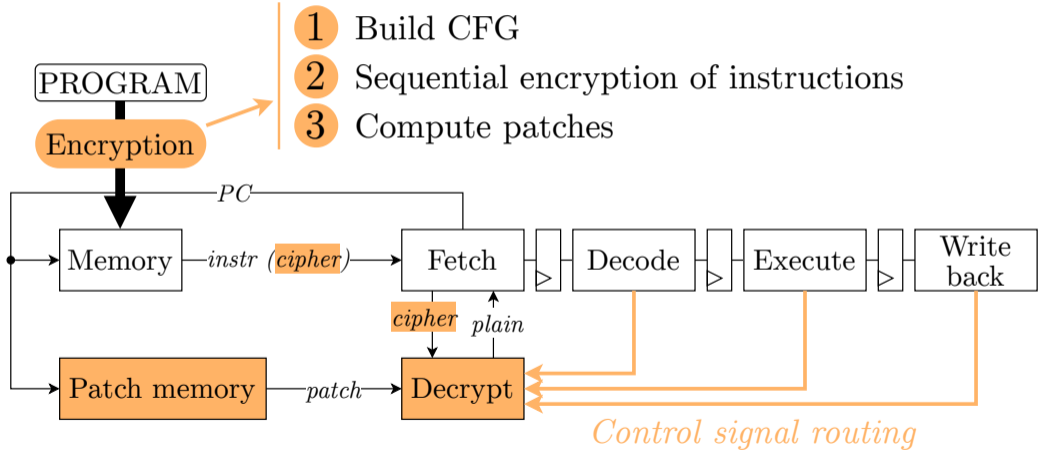 1 Build CFG
2 Sequential encryption of instructions
3 Compute patches
PROGRAM
Encryption
PC
Memory
instr (cipher)
Fetch
Decode
Execute
Write
back
cipher
plain
Patch memory
patch
Decrypt
Control signal routing